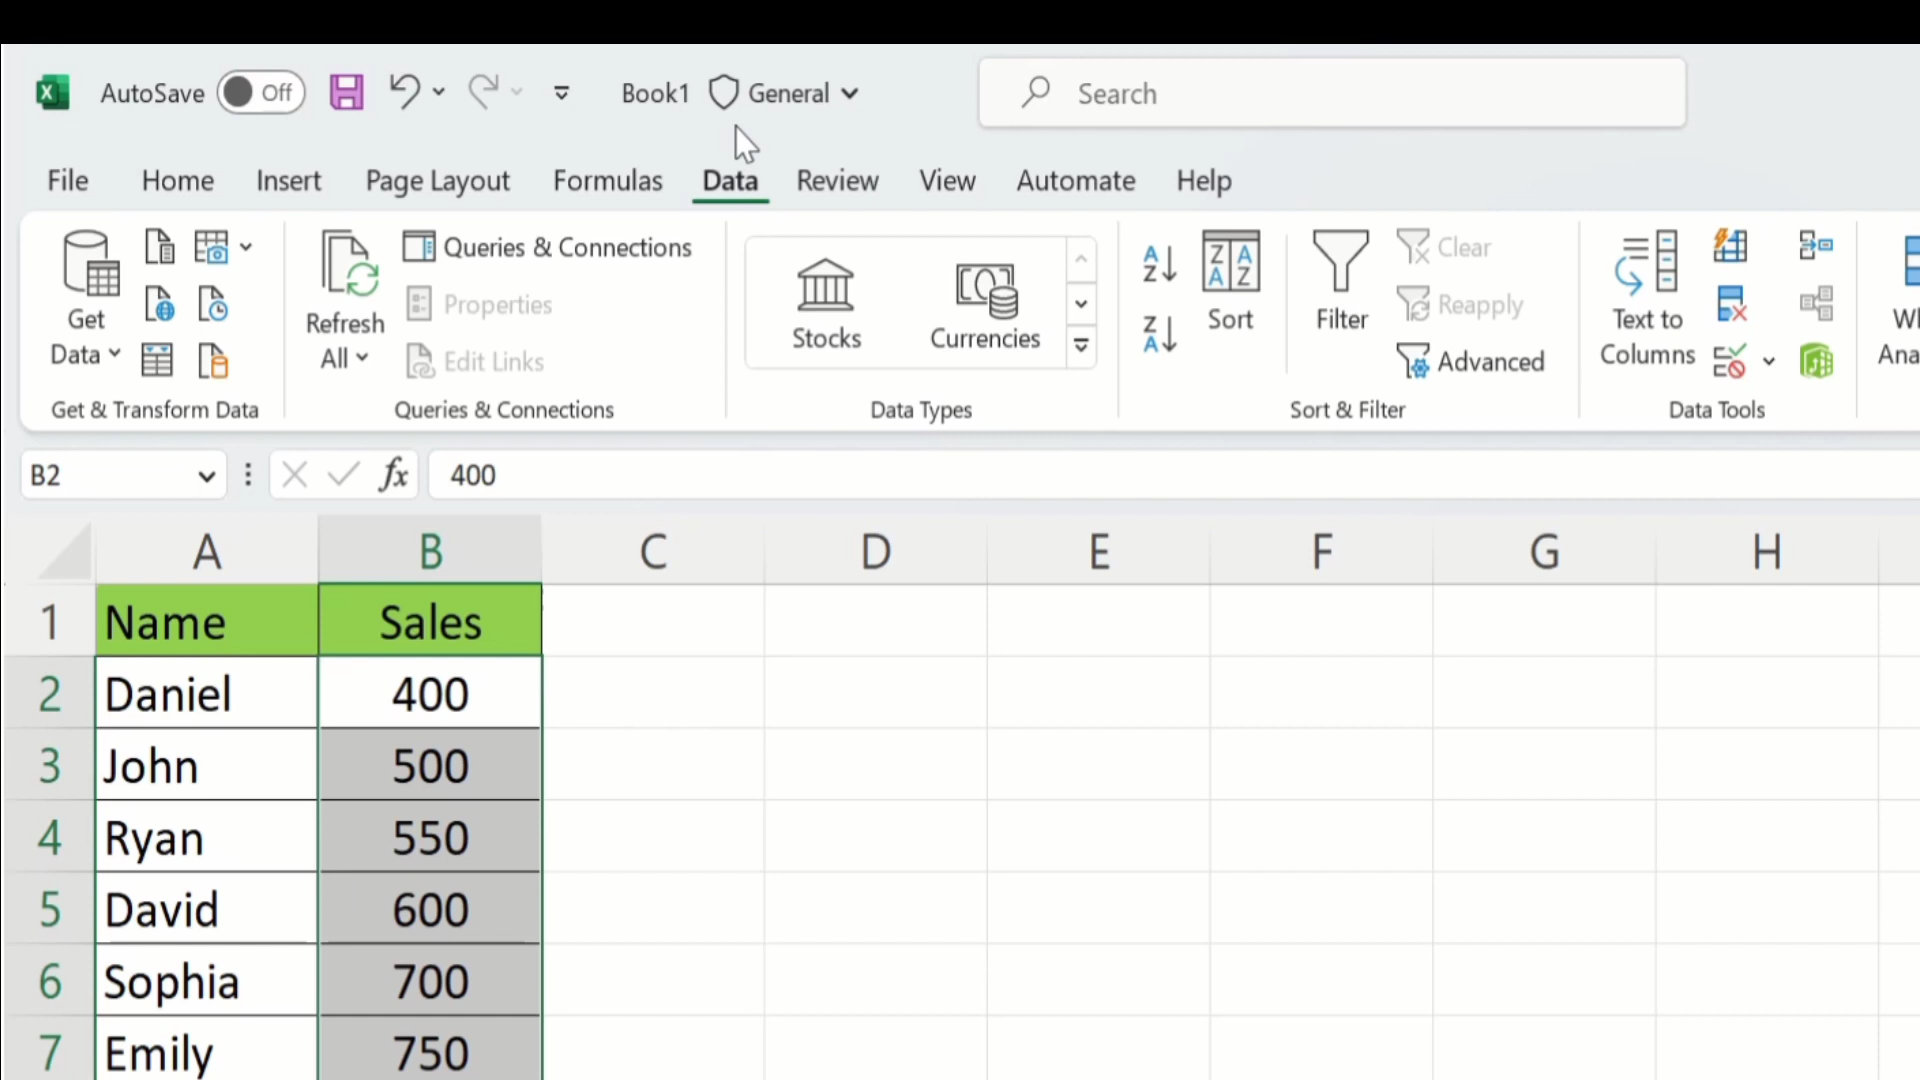 AutoSave Off Book1 General Search
File Home Insert Page Layout Formulas Data Review View Automate Help
Get Data
Get & Transform Data
Refresh All
Queries & Connections
Properties
Edit Links
Queries & Connections
Stocks Currencies
Data Types
Sort
Filter
Clear
Reapply
Advanced
Sort & Filter
Text to
Columns
Data Tools
B2 fx 400
A B C D E F G H
1 Name Sales
2 Daniel 400
3 John 500
4 Ryan 550
5 David 600
6 Sophia 700
7 Emily 750